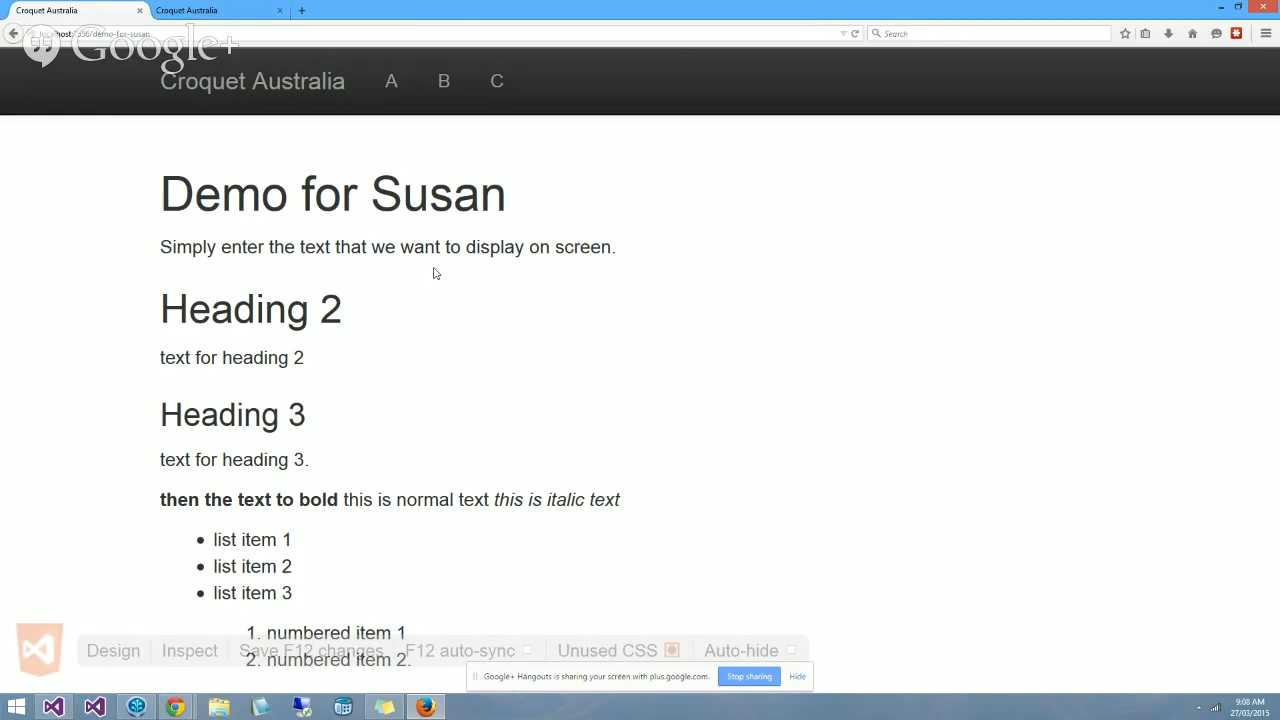 Croquet Australia
Croquet Australia
/demo-for-susan
Search
Google+
Croquet Australia
A
B
C
Demo for Susan
Simply enter the text that we want to display on screen.
Heading 2
text for heading 2
Heading 3
text for heading 3.
then the text to bold this is normal text this is italic text
list item 1
list item 2
list item 3
1. numbered item 1
2. numbered item 2.
Design
Inspect
Save F12 changes
F12 auto-sync
Unused CSS
Auto-hide
Google+ Hangouts is sharing your screen with plus.google.com.
Stop sharing
Hide
9:08 AM
27/03/2015